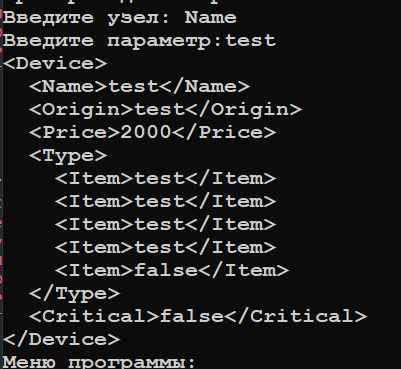 Введите узел: Name
Введите параметр:test
<Device>
  <Name>test</Name>
  <Origin>test</Origin>
  <Price>2000</Price>
  <Type>
    <Item>test</Item>
    <Item>test</Item>
    <Item>test</Item>
    <Item>test</Item>
    <Item>false</Item>
  </Type>
  <Critical>false</Critical>
</Device>
Меню программы: